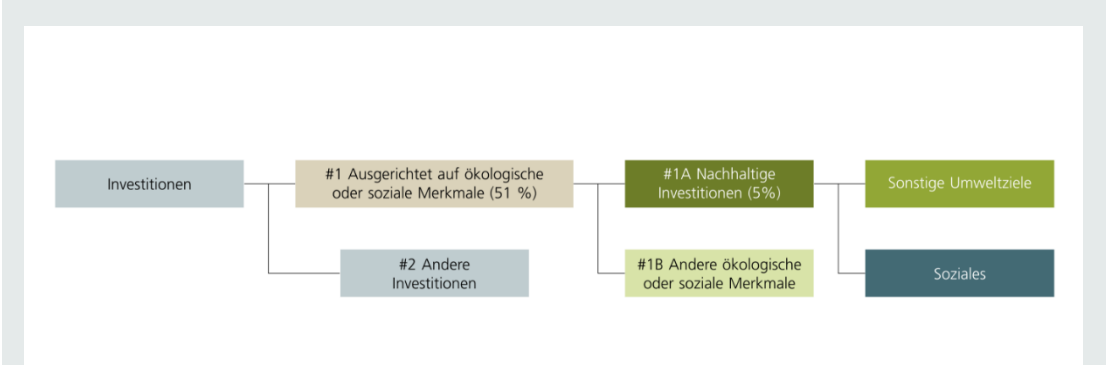 Investitionen
#1 Ausgerichtet auf ökologische
oder soziale Merkmale (51 %)
#1A Nachhaltige
Investitionen (5%)
Sonstige Umweltziele
#2 Andere
Investitionen
#1B Andere ökologische
oder soziale Merkmale
Soziales